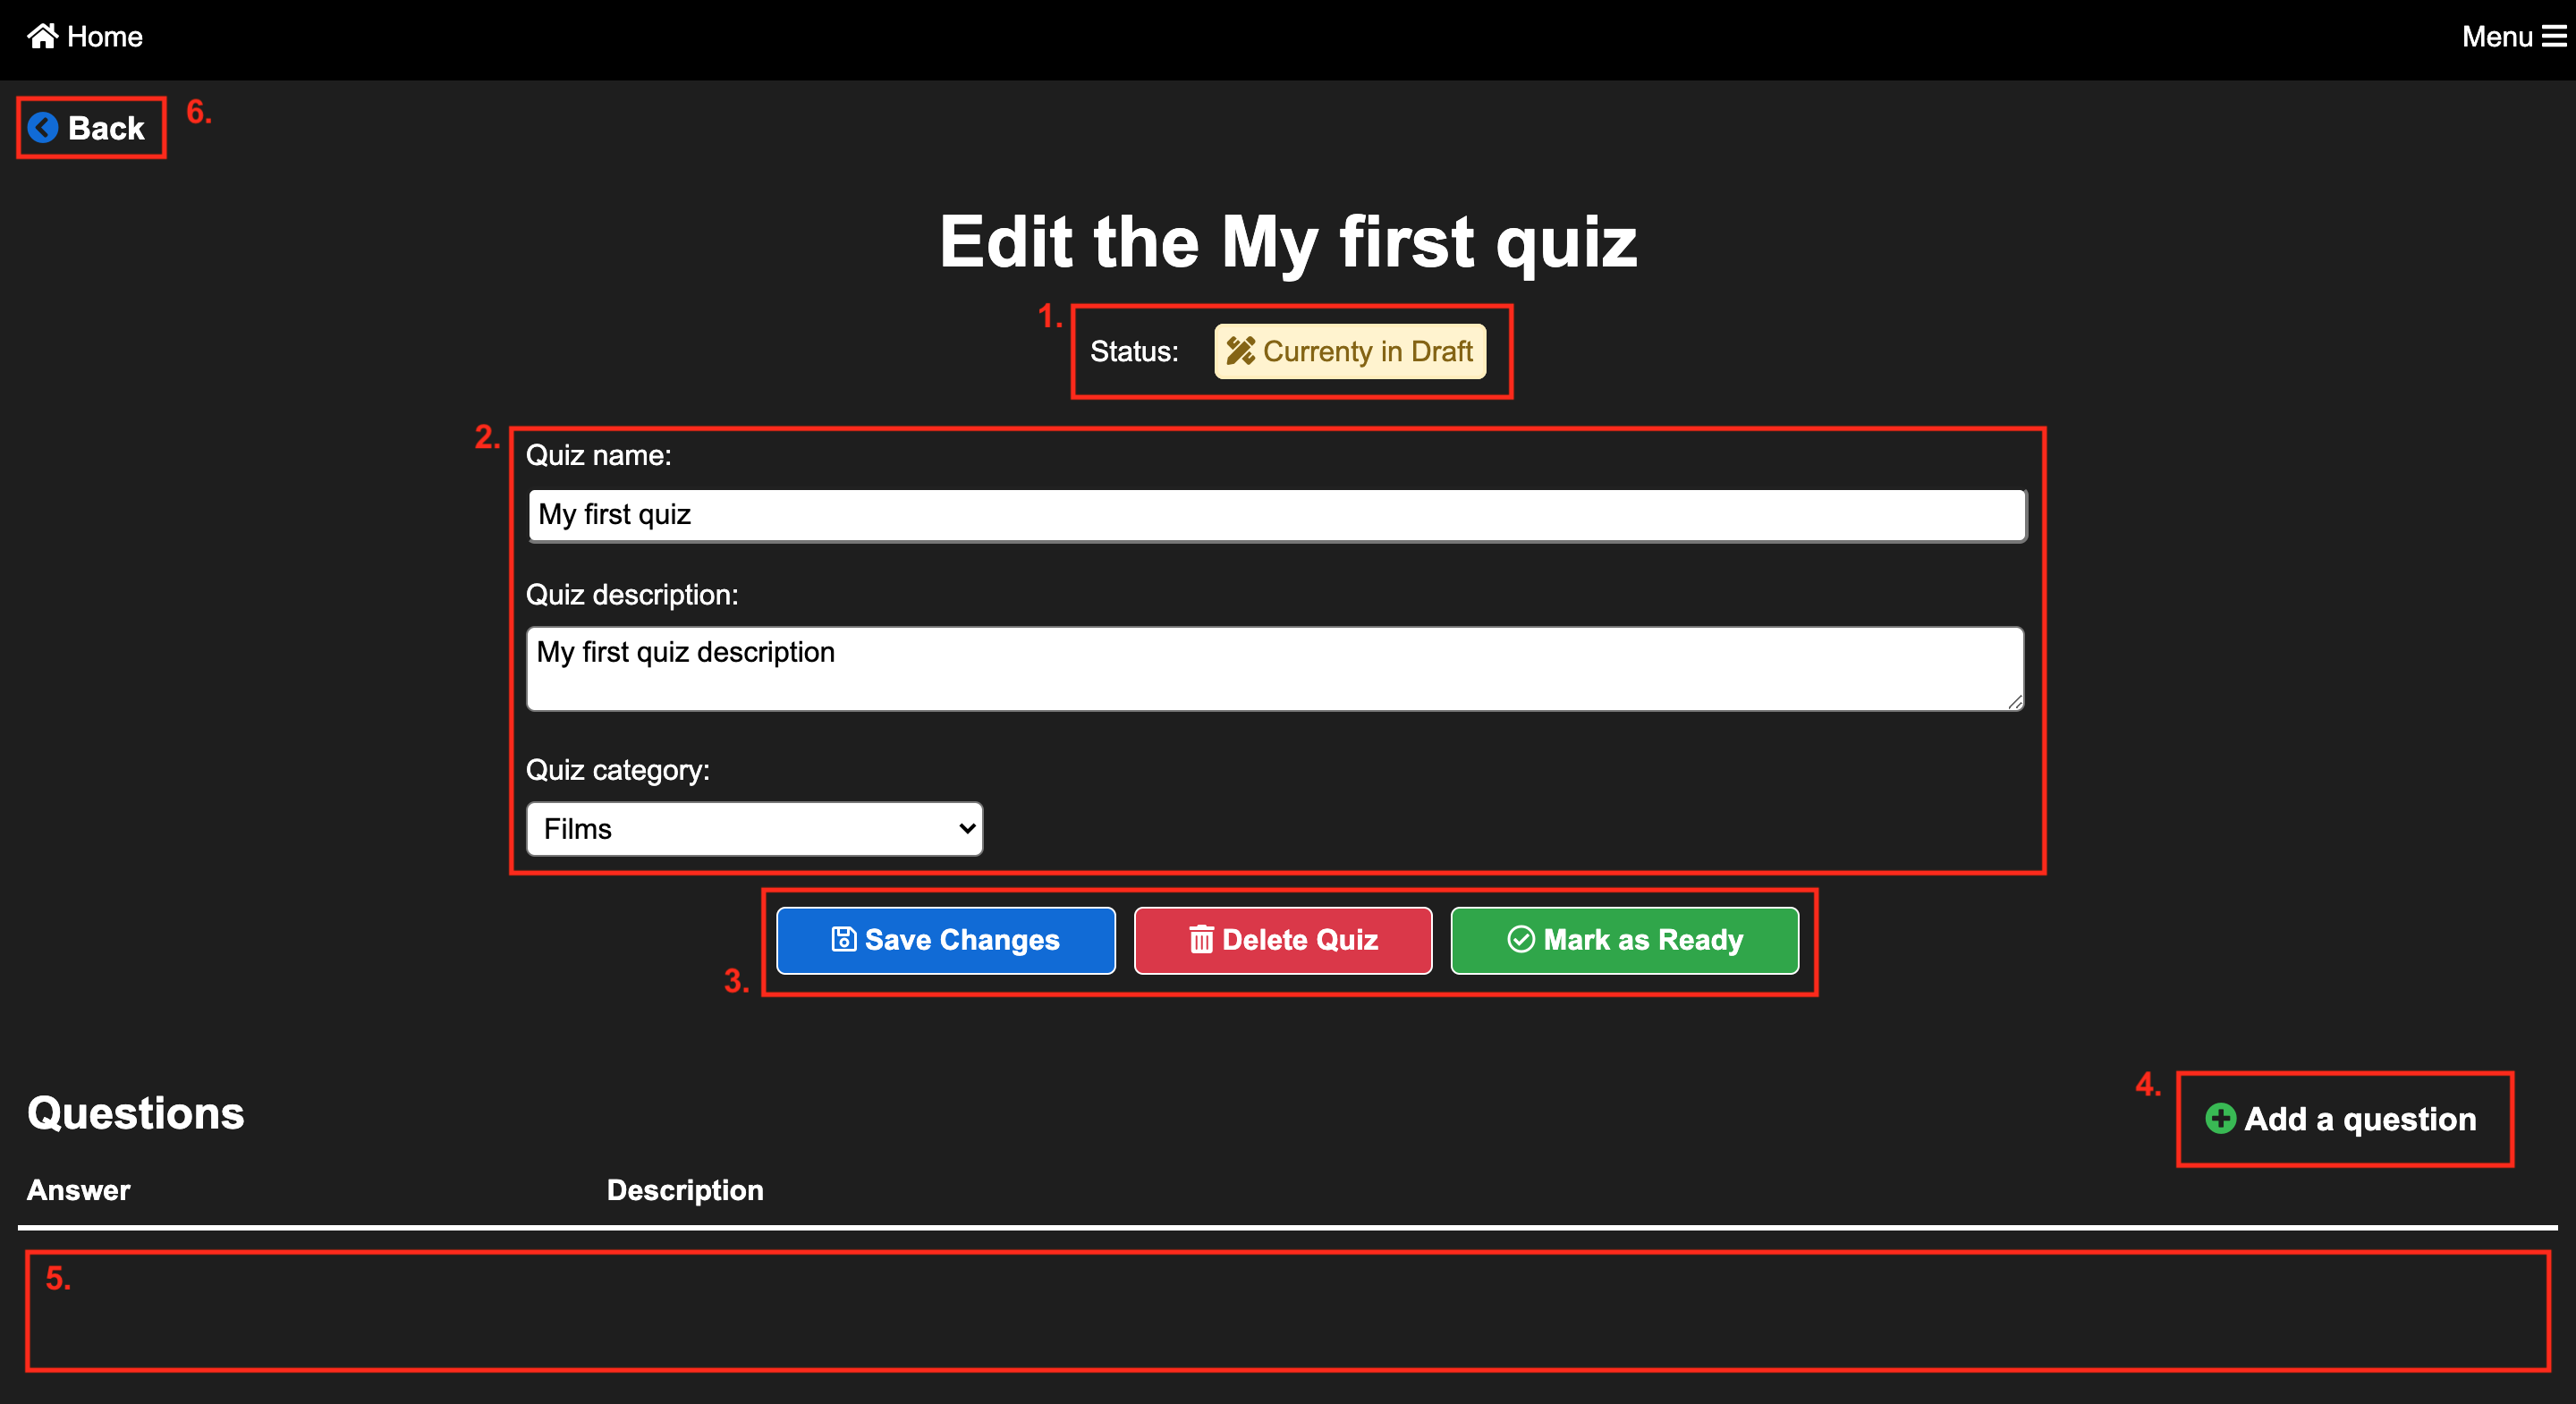 Home
Menu
Back 6.
Edit the My first quiz
1.
Status: Currenty in Draft
2.
Quiz name:
My first quiz
Quiz description:
My first quiz description
Quiz category:
Films
Save Changes Delete Quiz Mark as Ready
3.
4.
Questions
Add a question
Answer Description
5.